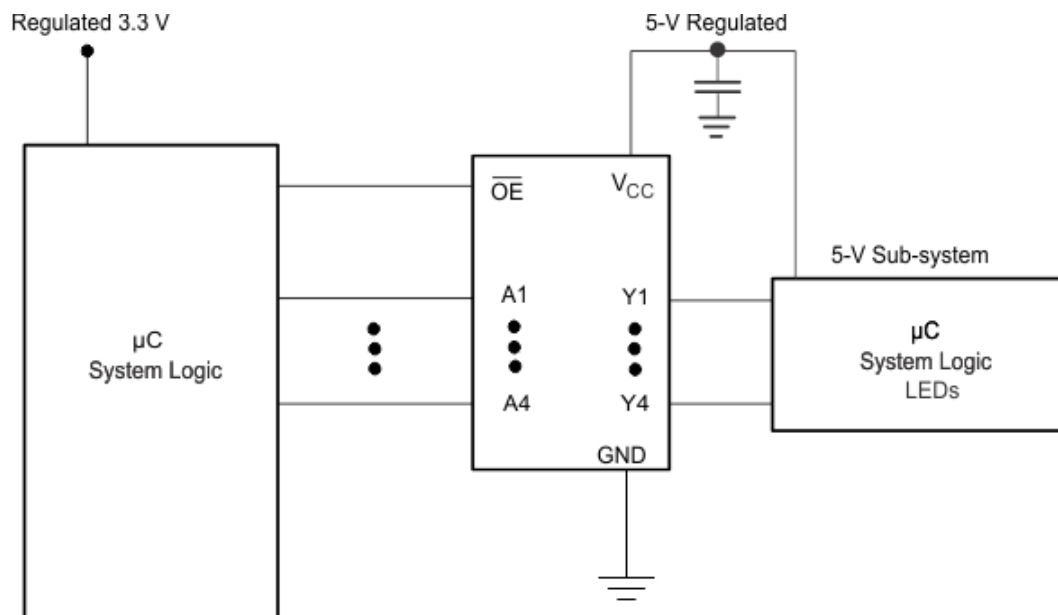 Regulated 3.3 V
5-V Regulated
OE
VCC
5-V Sub-system
A1
Y1
µC
System Logic
µC
System Logic
LEDs
A4
Y4
GND